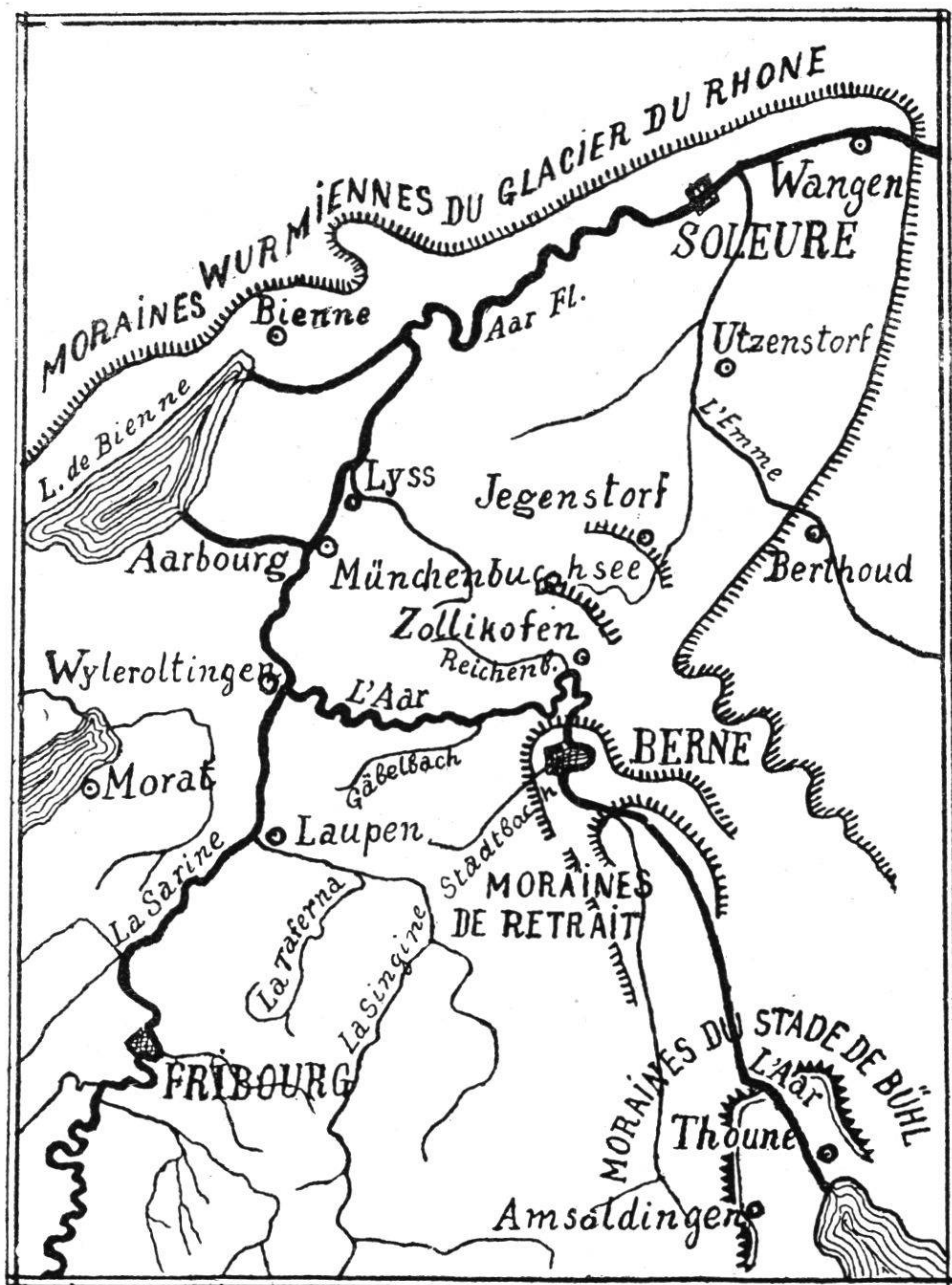 MORAINES WURMIENNES DU GLACIER DU RHONE
Wangen
SOLEURE
Bienne
Aar Fl.
Utzenstorf
L. de Bienne
L'Emme
Lyss
Jegenstorf
Aarbourg
Münchenbuchsee
Berthoud
Zollikofen
Reichenb.
Wyleroltingen
L'Aar
BERNE
Gäbelbach
Morat
Laupen
Stadtbach
La Sarine
MORAINES
DE RETRAIT
La Taferna
La Singine
MORAINES DU STADE DE BÜHL
L'Aar
FRIBOURG
Thoune
Amsoldingen